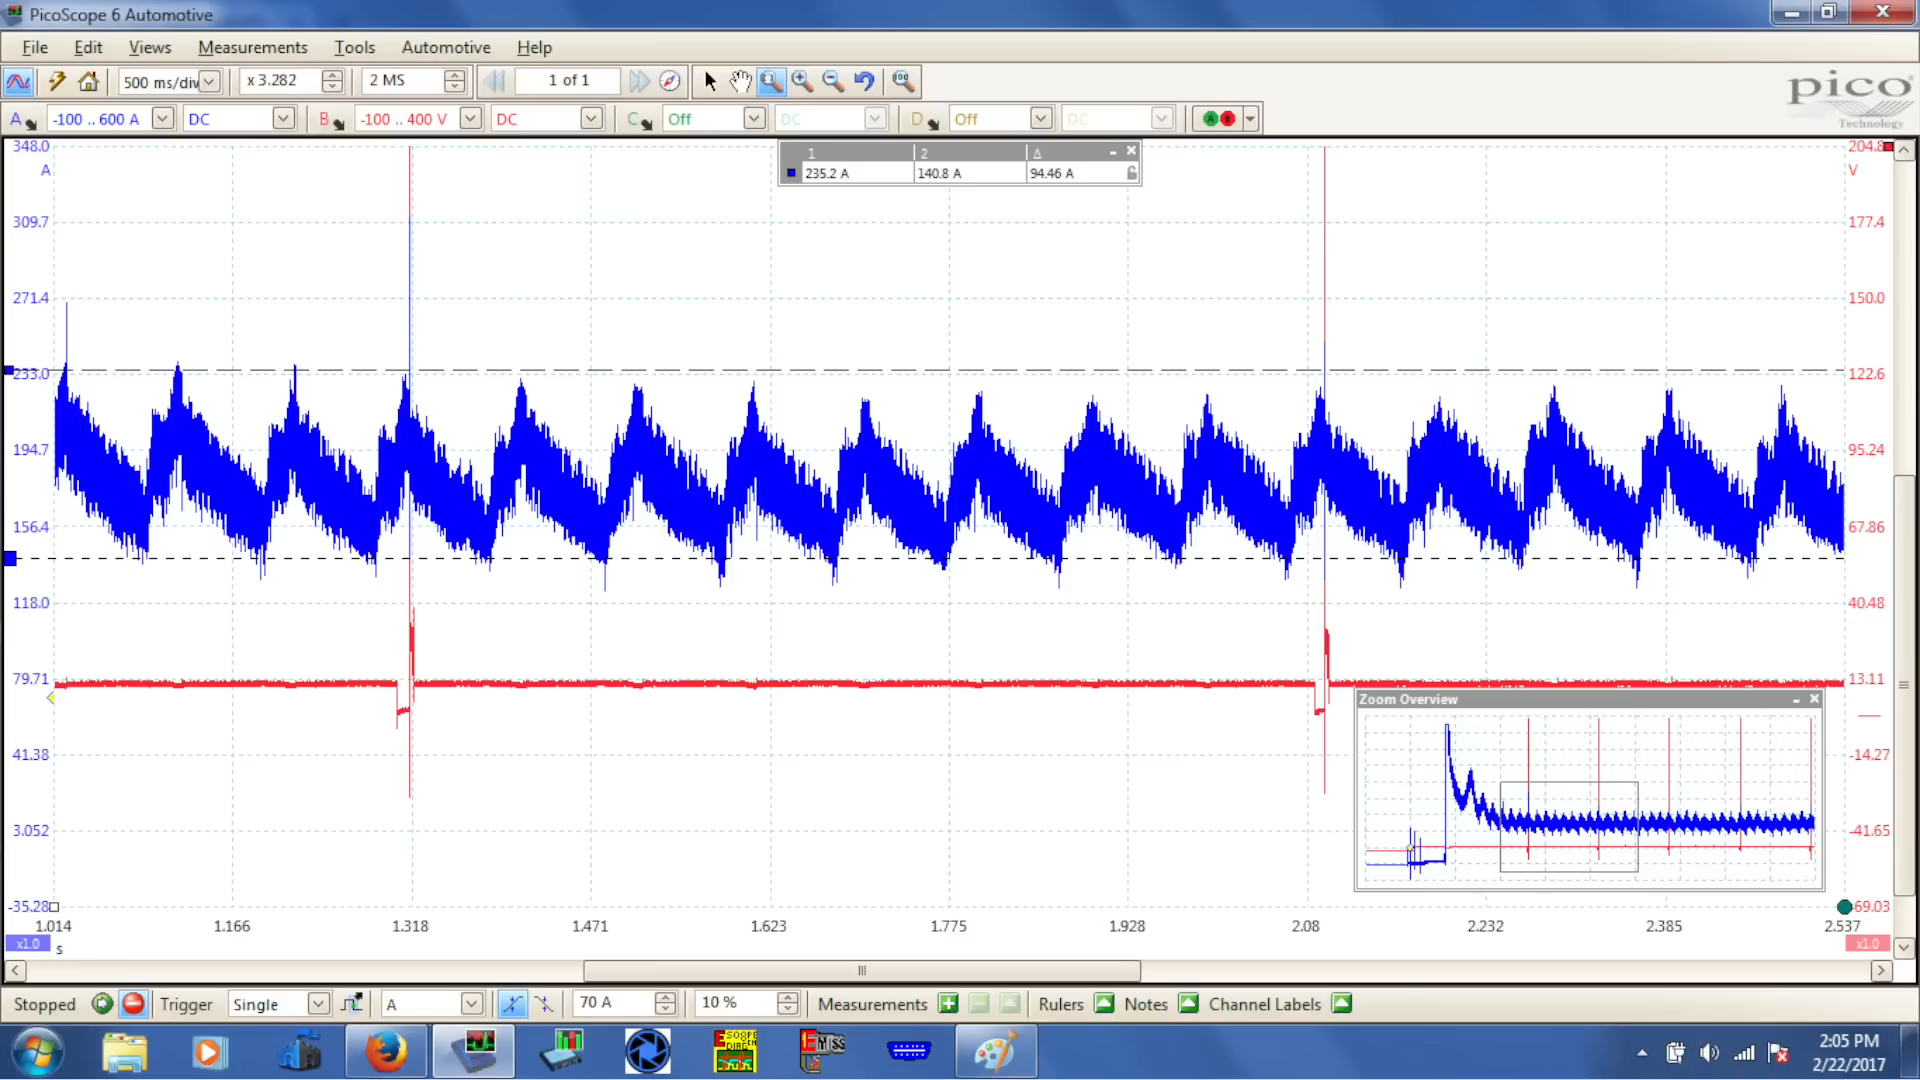 PicoScope 6 Automotive
File Edit Views Measurements Tools Automotive Help
500 ms/div x 3.282 2 MS 1 of 1
pico
Technology
A -100 .. 600 A DC B -100 .. 400 V DC C Off DC D Off DC A B
348.0
A
309.7
271.4
233.0
194.7
156.4
118.0
79.71
41.38
3.052
-35.28
x1.0
1 2 Δ
235.2 A 140.8 A 94.46 A
204.8
V
177.4
150.0
122.6
95.24
67.86
40.48
13.11
-14.27
-41.65
-69.03
x1.0
Zoom Overview
1.014 1.166 1.318 1.471 1.623 1.775 1.928 2.08 2.232 2.385 2.537
s
Stopped Trigger Single A 70 A 10 % Measurements Rulers Notes Channel Labels
2:05 PM
2/22/2017